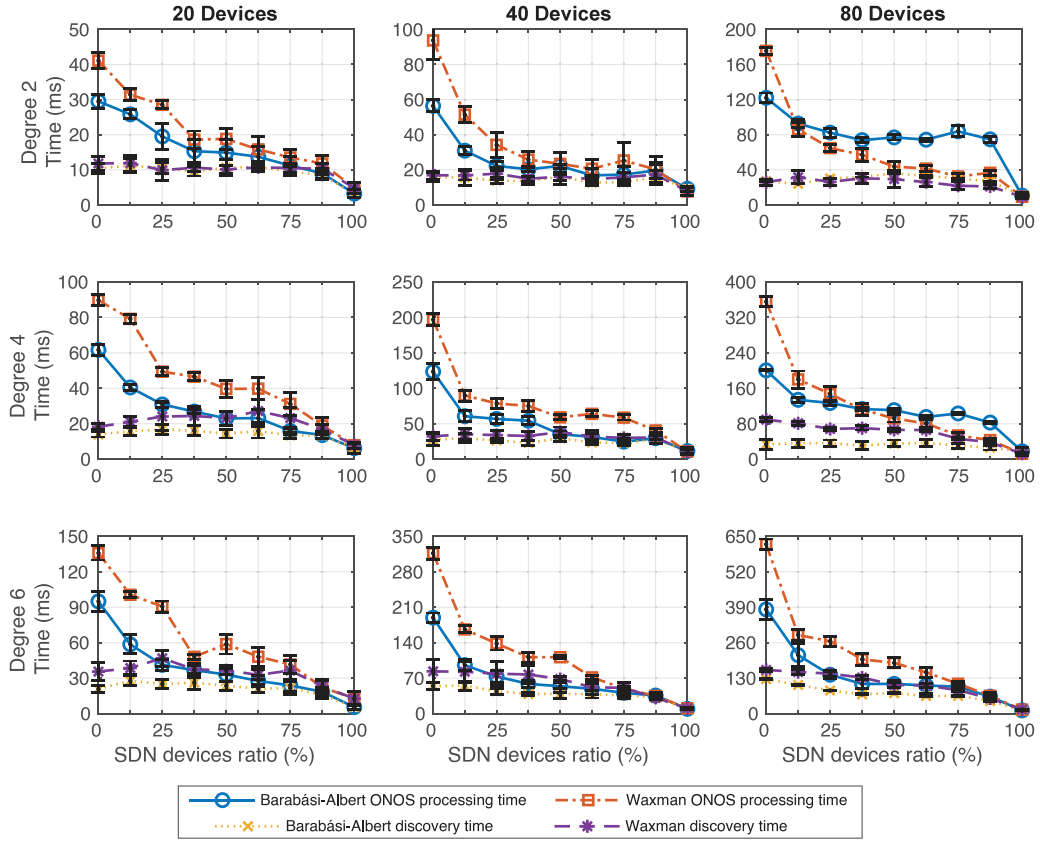 20 Devices
40 Devices
80 Devices
Degree 2
Time (ms)
50
40
30
20
10
0
0 25 50 75 100
100
80
60
40
20
0
0 25 50 75 100
200
160
120
80
40
0
0 25 50 75 100
Degree 4
Time (ms)
100
80
60
40
20
0
0 25 50 75 100
250
200
150
100
50
0
0 25 50 75 100
400
320
240
160
80
0
0 25 50 75 100
Degree 6
Time (ms)
150
120
90
60
30
0
0 25 50 75 100
SDN devices ratio (%)
350
280
210
140
70
0
0 25 50 75 100
SDN devices ratio (%)
650
520
390
260
130
0
0 25 50 75 100
SDN devices ratio (%)
Barabási-Albert ONOS processing time
Waxman ONOS processing time
Barabási-Albert discovery time
Waxman discovery time